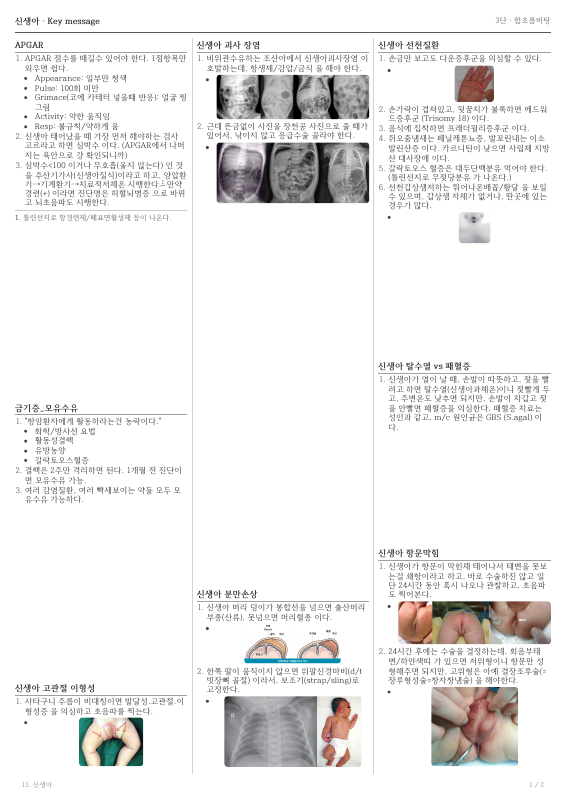 신생아 · Key message
3단 · 함초롬바탕
APGAR
1. APGAR 점수를 매길수 있어야 한다. 1점항목만
외우면 쉽다.
• Appearance: 일부만 청색
• Pulse: 100회 미만
• Grimace(코에 카테터 넣을때 반응): 얼굴 찡
그림
• Activity: 약한 움직임
• Resp: 불규칙/약하게 움
2. 신생아 태어났을 때 가장 먼저 해야하는 검사
고르라고 하면 심박수 이다. (APGAR에서 나머
지는 육안으로 걍 확인되니까)
3. 심박수<100 이거나 무호흡(울지 않는다) 인 것
을 주산기가사(신생아질식)이라고 하고, 양압환
기→기계환기→치료적저체온 시행한다.1 만약
경련(+) 이라면 진단명은 허혈뇌병증 으로 바뀌
고 뇌초음파도 시행한다.
1. 틀린선지로 항경련제/폐표면활성제 등이 나온다.
금기증_모유수유
1. "항암환자에게 활동하라는건 농락이다."
• 화학/방사선 요법
• 활동성결핵
• 유방농양
• 갈락토오스혈증
2. 결핵은 2주만 격리하면 된다. 1개월 전 진단이
면 모유수유 가능.
3. 여러 감염질환, 여러 빡세보이는 약들 모두 모
유수유 가능하다.
신생아 고관절 이형성
1. 사타구니 주름이 비대칭이면 발달성.고관절.이
형성증 을 의심하고 초음파를 찍는다.
신생아 괴사 장염
1. 비위관수유하는 조산아에서 신생아괴사장염 이
호발하는데, 항생제/감압/금식 을 해야 한다.
2. 근데 뜬금없이 사진을 장천공 사진으로 줄 때가
있어서, 낚이지 않고 응급수술 골라야 한다.
신생아 분만손상
1. 신생아 머리 덩이가 봉합선을 넘으면 출산머리
부종(산류), 못넘으면 머리혈종 이다.
2. 한쪽 팔이 움직이지 않으면 위팔신경마비(d/t
빗장뼈 골절) 이라서, 보조기(strap/sling)로
고정한다.
신생아 선천질환
1. 손금만 보고도 다운증후군을 의심할 수 있다.
2. 손가락이 겹쳐있고, 뒷꿈치가 볼록하면 에드워
드증후군 (Trisomy 18) 이다.
3. 음식에 집착하면 프래더윌리증후군 이다.
4. 쥐오줌냄새는 페닐케톤뇨증, 발꼬린내는 이소
발린산증 이다. 카르니틴이 낮으면 사립체 지방
산 대사장애 이다.
5. 갈락토오스 혈증은 대두단백분유 먹어야 한다.
(틀린선지로 무젖당분유 가 나온다.)
6. 선천갑상샘저하는 튀어나온배꼽/황달 을 보일
수 있으며, 갑상샘 자체가 없거나, 딴곳에 있는
경우가 많다.
신생아 탈수열 vs 패혈증
1. 신생아가 열이 날 때, 손발이 따뜻하고, 젖을 빨
려고 하면 탈수열(신생아과체온)이니 젖빨게 두
고, 주변온도 낮추면 되지만, 손발이 차갑고 젖
을 안빨면 패혈증을 의심한다. 패혈증 치료는
성인과 같고, m/c 원인균은 GBS (S.agal) 이
다.
신생아 항문막힘
1. 신생아가 항문이 막힌채 태어나서 태변을 못보
는걸 쇄항이라고 하고, 바로 수술하진 않고 일
단 24시간 동안 혹시 나오나 관찰하고, 초음파
도 찍어본다.
2. 24시간 후에는 수술을 결정하는데, 회음부태
변/하얀색띠 가 있으면 저위형이니 항문만 성
형해주면 되지만, 고위형은 아예 결장조루술(=
장루형성술=창자창냄술) 을 해야한다.
13. 신생아
1 / 2